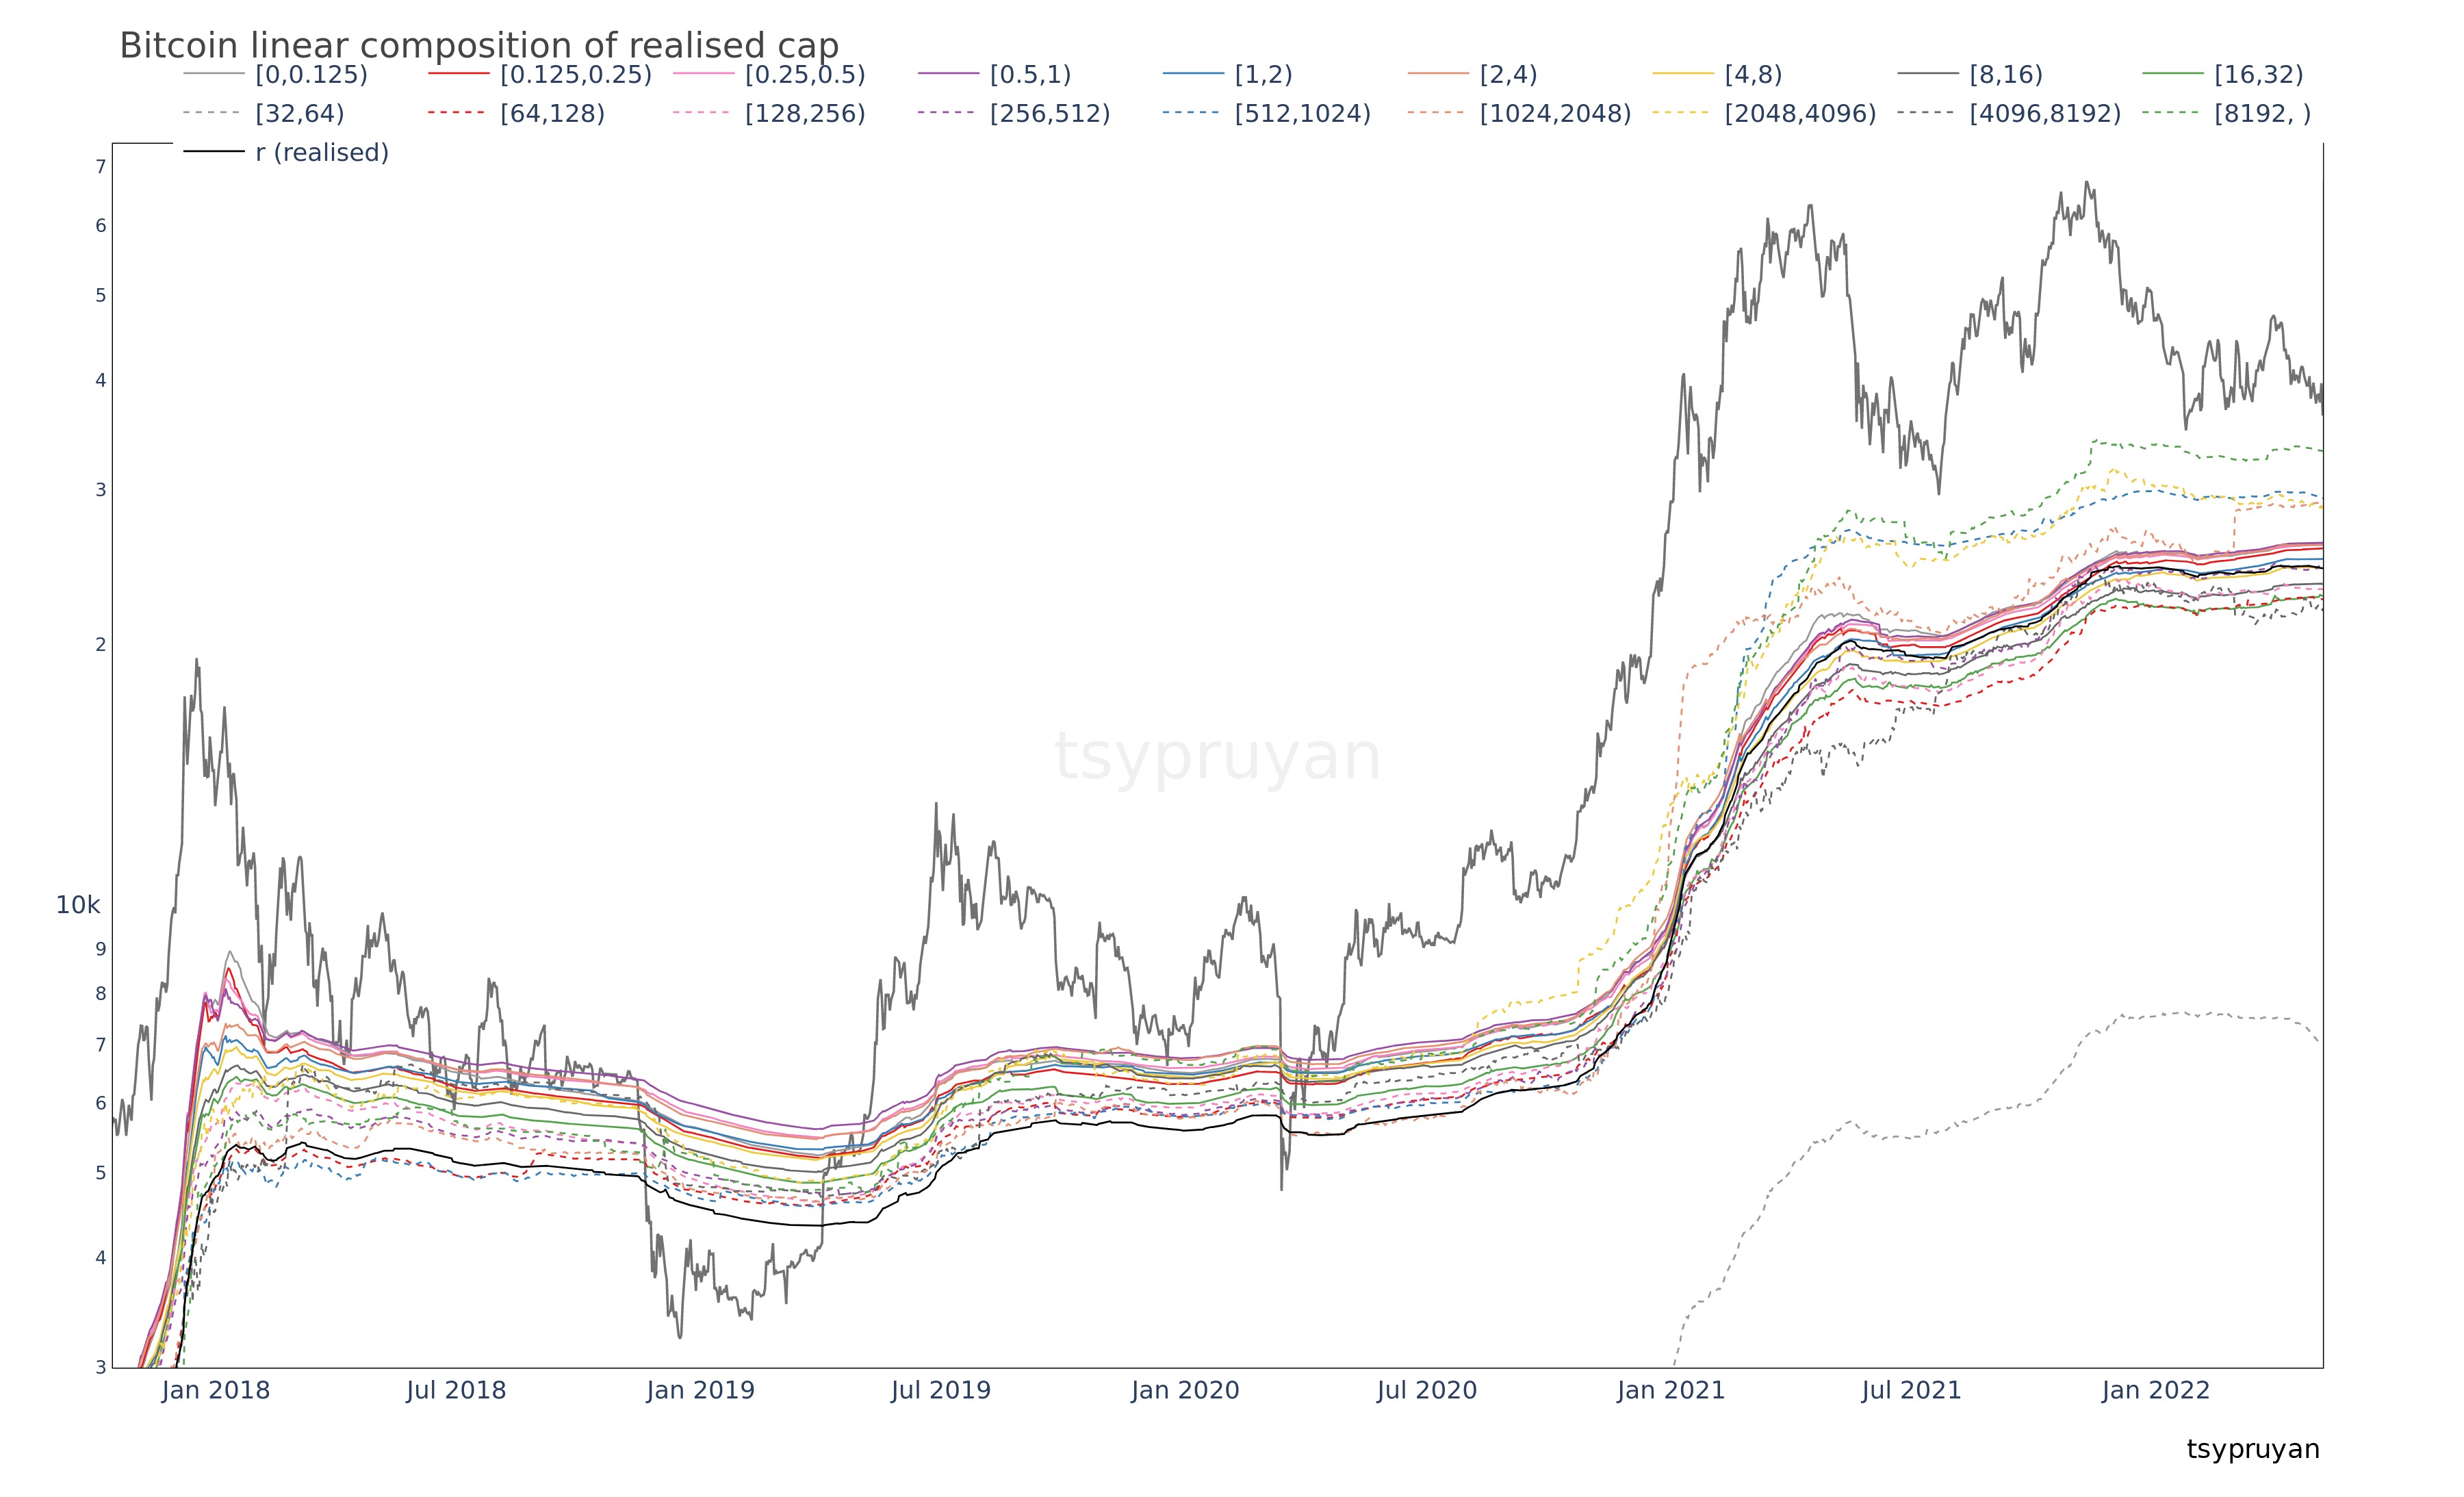 Bitcoin linear composition of realised cap
[0,0.125) [0.125,0.25) [0.25,0.5) [0.5,1) [1,2) [2,4) [4,8) [8,16) [16,32)
[32,64) [64,128) [128,256) [256,512) [512,1024) [1024,2048) [2048,4096) [4096,8192) [8192, )
r (realised)
7
6
5
4
3
2
tsypruyan
10k
9
8
7
6
5
4
3
Jan 2018 Jul 2018 Jan 2019 Jul 2019 Jan 2020 Jul 2020 Jan 2021 Jul 2021 Jan 2022
tsypruyan